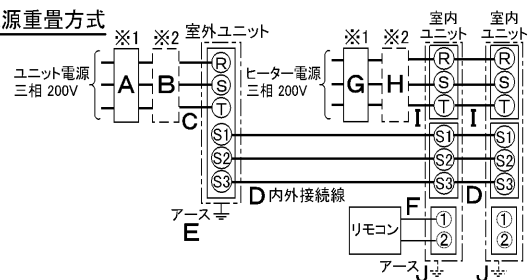 源重畳方式
※1 ※2 室外ユニット
※1 ※2
室内
ユニット
室内
ユニット
ユニット電源
三相 200V
A
B
C
R
S
T
S1
S2
S3
ヒーター電源
三相 200V
G
H
I
I
R
S
T
S1
S2
S3
R
S
T
S1
S2
S3
D 内外接続線
D
アース
E
F
リモコン
①
②
①
②
アース
J
J